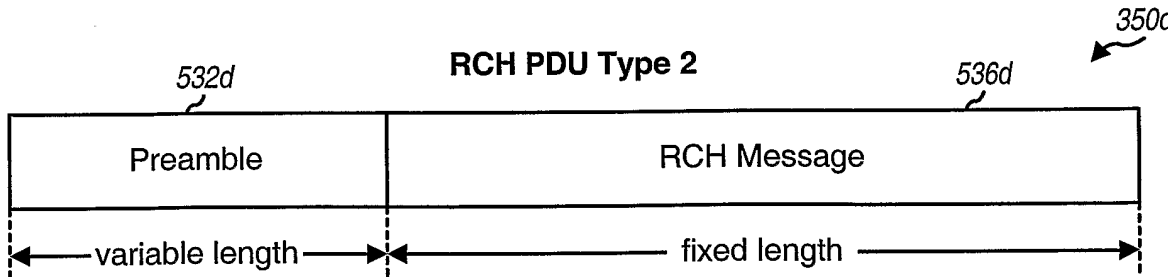 350d
RCH PDU Type 2
532d
536d
Preamble
RCH Message
variable length
fixed length